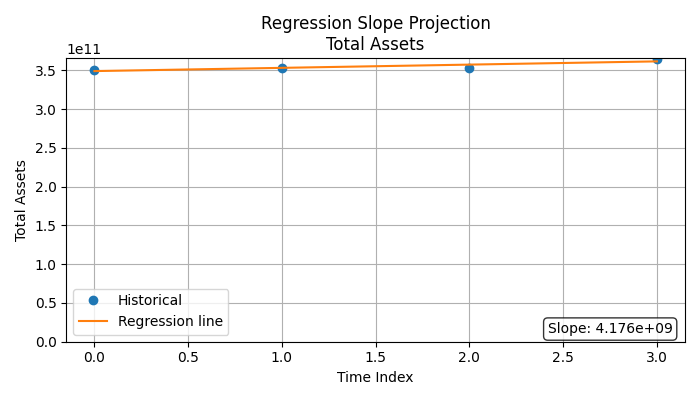 Regression Slope Projection
Total Assets
1e11
3.5
3.0
2.5
2.0
1.5
1.0
0.5
0.0
Total Assets
Historical
Regression line
Slope: 4.176e+09
0.0 0.5 1.0 1.5 2.0 2.5 3.0
Time Index